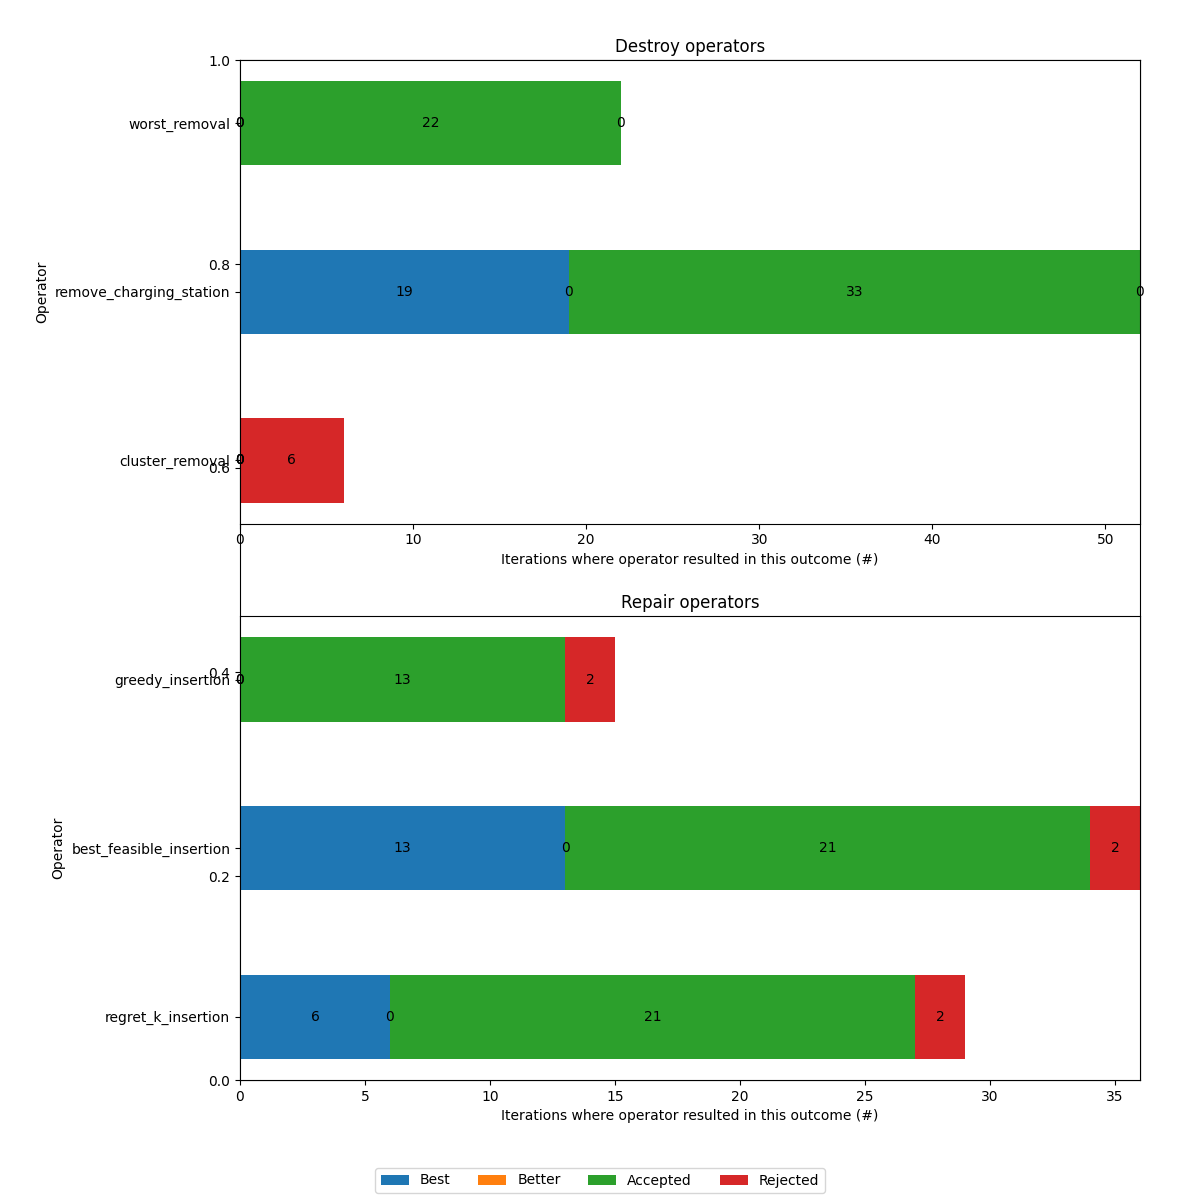 Destroy operators
1.0
worst_removal
0 22 0
0.8
Operator
remove_charging_station
19 0 33 0
cluster_removal
0 6
0.6
0 10 20 30 40 50
Iterations where operator resulted in this outcome (#)
Repair operators
0.4
greedy_insertion
0 13 2
Operator
best_feasible_insertion
13 0 21 2
0.2
regret_k_insertion
6 0 21 2
0.0
0 5 10 15 20 25 30 35
Iterations where operator resulted in this outcome (#)
Best Better Accepted Rejected